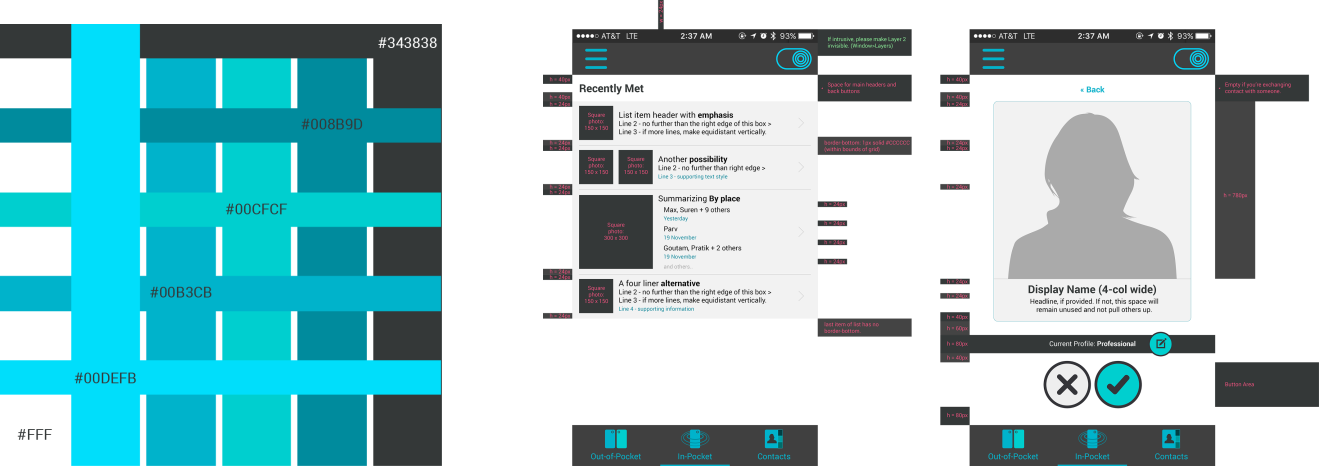 #343838
#008B9D
#00CFCF
#00B3CB
#00DEFB
#FFF
AT&T LTE
2:37 AM
93%
If intrusive, please make Layer 2
invisible. (Window>Layers)
h = 40px
Space for main headers and
back buttons
h = 40px
h = 24px
Recently Met
Square
photo:
150 x 150
List item header with emphasis
Line 2 - no further than the right edge of this box >
Line 3 - if more lines, make equidistant vertically.
h = 24px
h = 24px
border-bottom: 1px solid #CCCCCC
(within bounds of grid)
Square
photo:
150 x 150
Square
photo:
150 x 150
Another possibility
Line 2 - no further than right edge >
Line 3 - supporting text style
h = 24px
h = 24px
Square
photo:
300 x 300
Summarizing By place
Max, Suren + 9 others
Yesterday
Parv
19 November
Goutam, Pratik + 2 others
19 November
and others..
h = 24px
h = 24px
h = 24px
h = 24px
h = 24px
h = 24px
Square
photo:
150 x 150
A four liner alternative
Line 2 - no further than the right edge of this box >
Line 3 - if more lines, make equidistant vertically.
Line 4 - supporting information
h = 24px
last item of list has no
border-bottom.
Out-of-Pocket
In-Pocket
Contacts
AT&T LTE
2:37 AM
93%
h = 40px
Empty if you're exchanging
contact with someone.
h = 40px
h = 24px
« Back
h = 24px
h = 24px
h = 24px
h = 780px
h = 24px
h = 24px
Display Name (4-col wide)
Headline, if provided. If not, this space will
remain unused and not pull others up.
h = 40px
h = 60px
h = 80px
Current Profile: Professional
h = 40px
Button Area
h = 80px
Out-of-Pocket
In-Pocket
Contacts